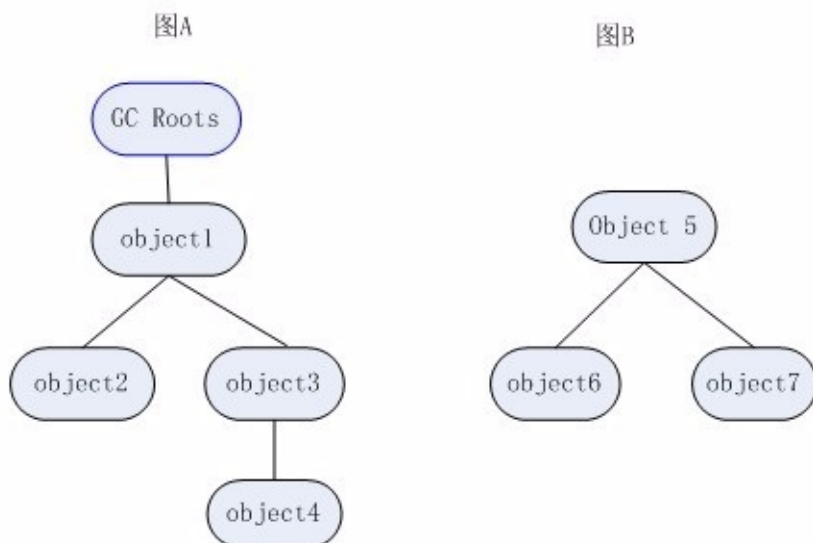 图A
图B
GC Roots
object1
Object 5
object2
object3
object6
object7
object4